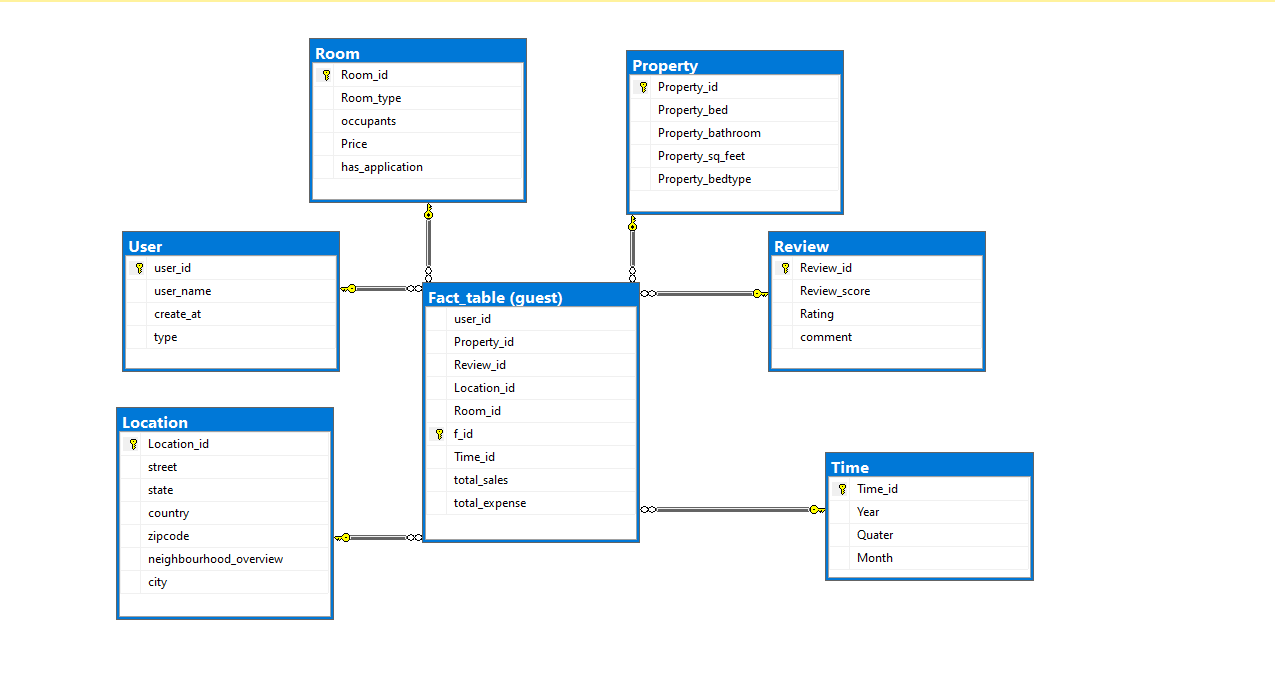 Room
Room_id
Room_type
occupants
Price
has_application
Property
Property_id
Property_bed
Property_bathroom
Property_sq_feet
Property_bedtype
User
user_id
user_name
create_at
type
Review
Review_id
Review_score
Rating
comment
Fact_table (guest)
user_id
Property_id
Review_id
Location_id
Room_id
f_id
Time_id
total_sales
total_expense
Location
Location_id
street
state
country
zipcode
neighbourhood_overview
city
Time
Time_id
Year
Quater
Month